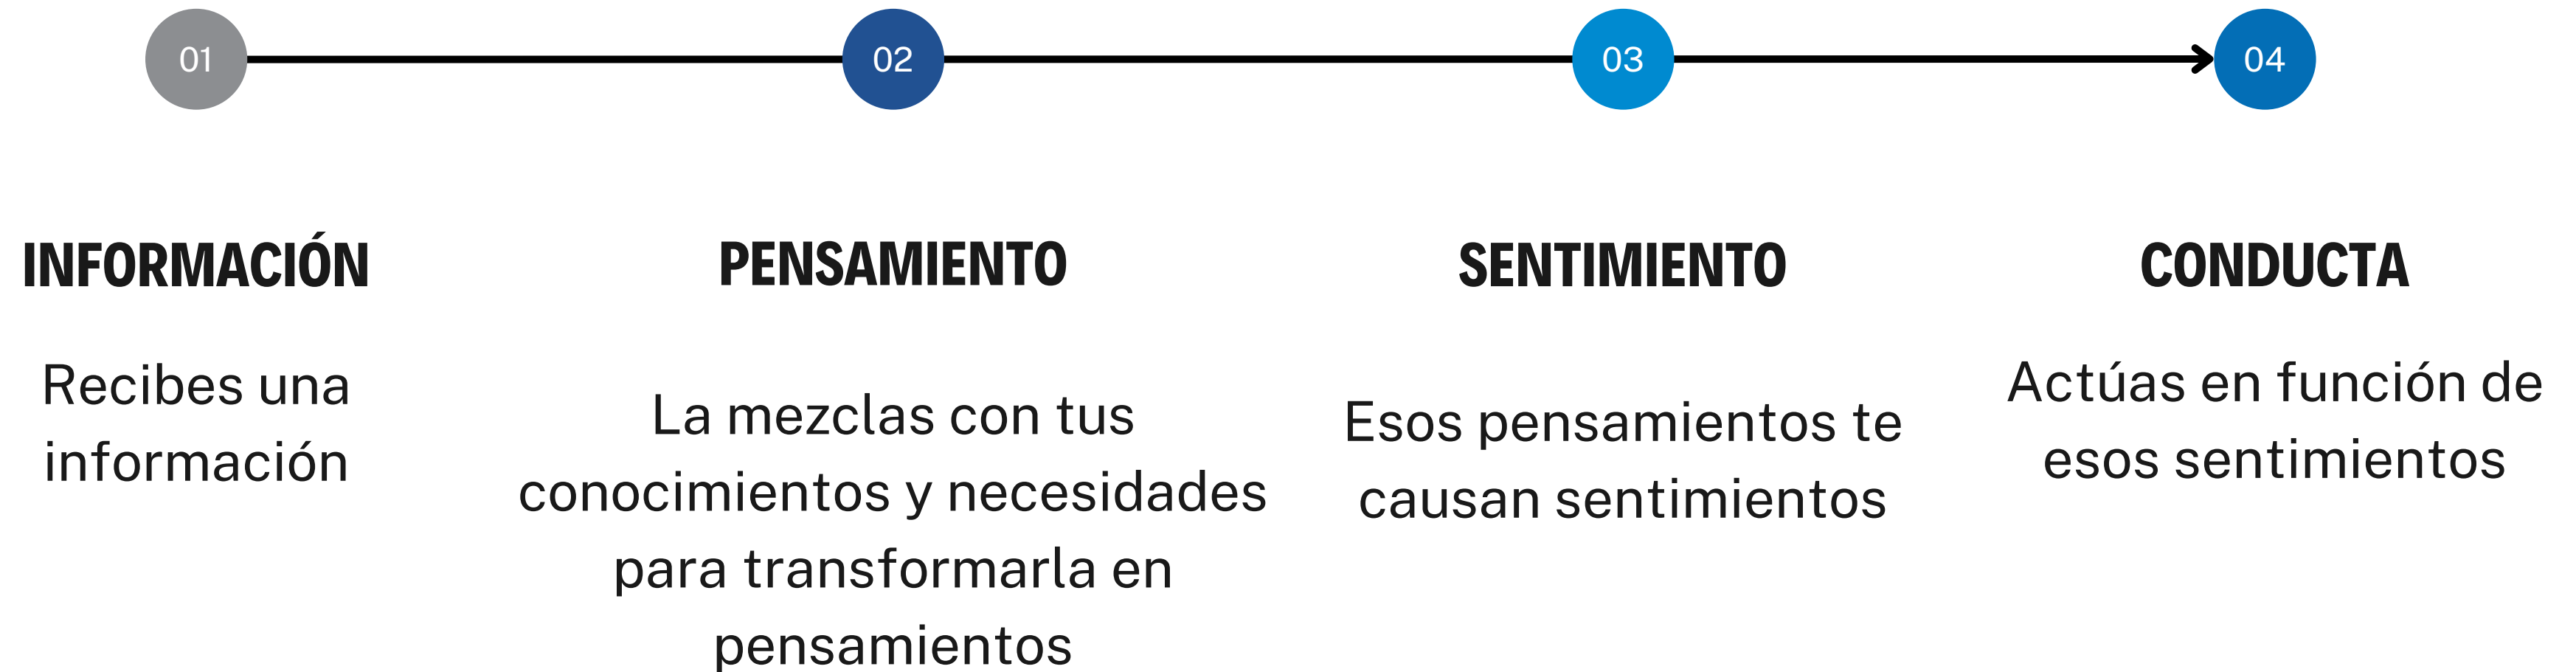 01
02
03
04
INFORMACIÓN
Recibes una
información
PENSAMIENTO
La mezclas con tus
conocimientos y necesidades
para transformarla en
pensamientos
SENTIMIENTO
Esos pensamientos te
causan sentimientos
CONDUCTA
Actúas en función de
esos sentimientos